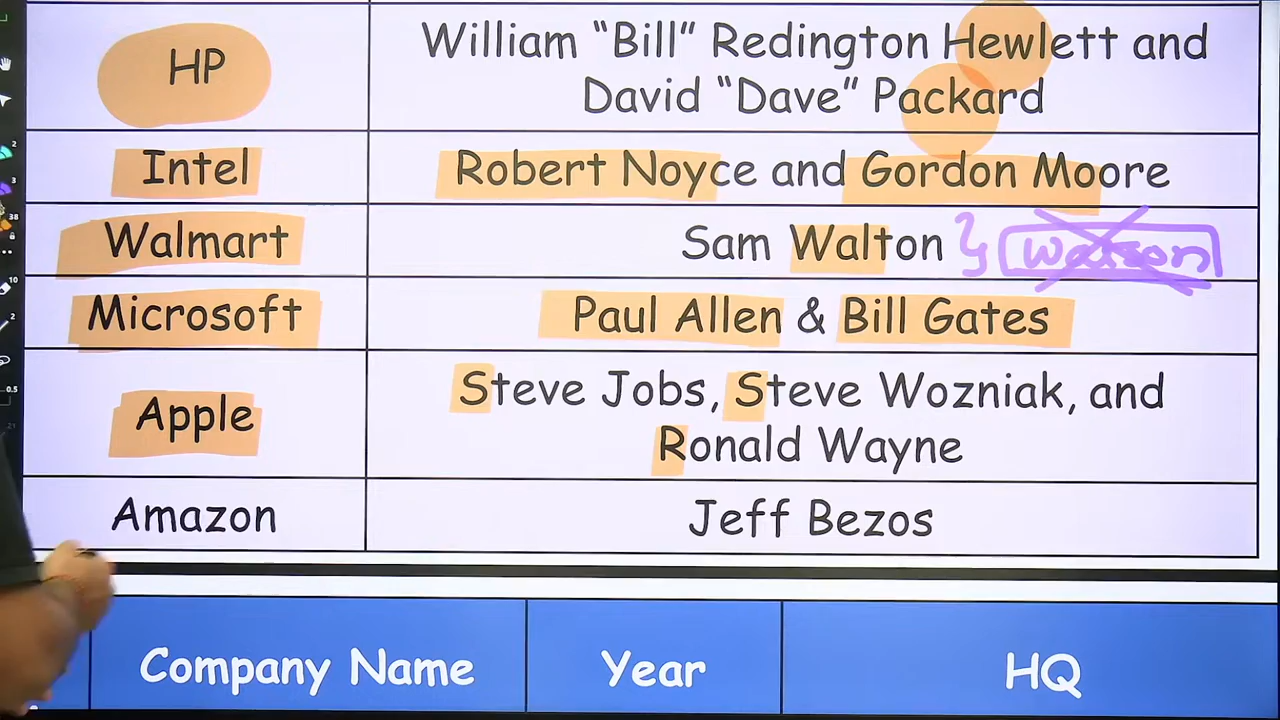 HP
William “Bill” Redington Hewlett and
David “Dave” Packard
Intel
Robert Noyce and Gordon Moore
Walmart
Sam Walton } watson
Microsoft
Paul Allen & Bill Gates
Apple
Steve Jobs, Steve Wozniak, and
Ronald Wayne
Amazon
Jeff Bezos
Company Name
Year
HQ